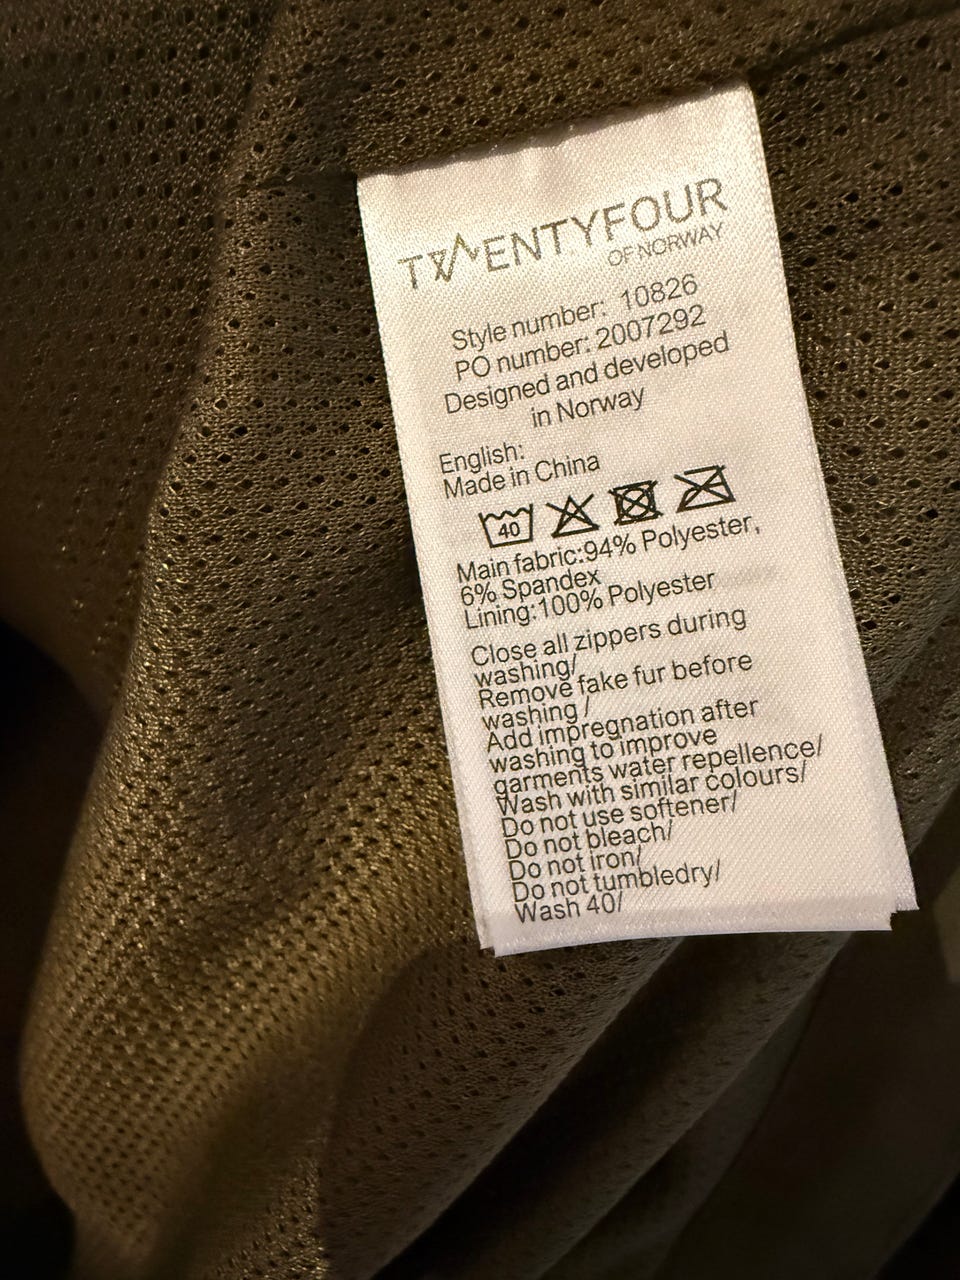 TWENTYFOUR
OF NORWAY
Style number: 10826
PO number: 2007292
Designed and developed
in Norway
English:
Made in China
40
Main fabric:94% Polyester,
6% Spandex
Lining:100% Polyester
Close all zippers during
washing/
Remove fake fur before
washing /
Add impregnation after
washing to improve
garments water repellence/
Wash with similar colours/
Do not use softener/
Do not bleach/
Do not iron/
Do not tumbledry/
Wash 40/